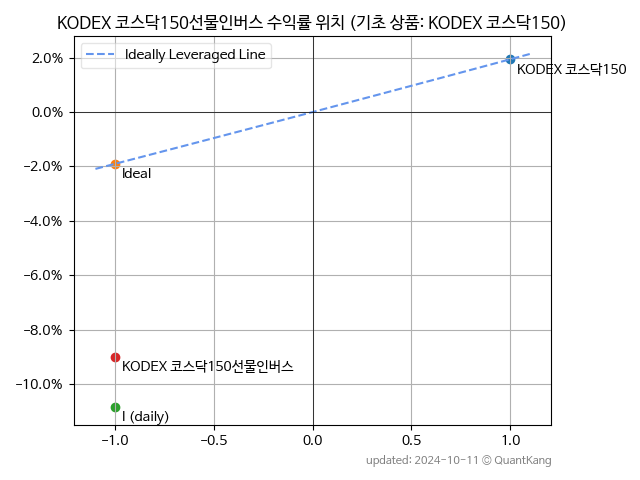 KODEX 코스닥150선물인버스 수익률 위치 (기초 상품: KODEX 코스닥150)
Ideally Leveraged Line
2.0%
0.0%
−2.0%
−4.0%
−6.0%
−8.0%
−10.0%
KODEX 코스닥150
Ideal
KODEX 코스닥150선물인버스
I (daily)
−1.0
−0.5
0.0
0.5
1.0
updated: 2024-10-11 © QuantKang